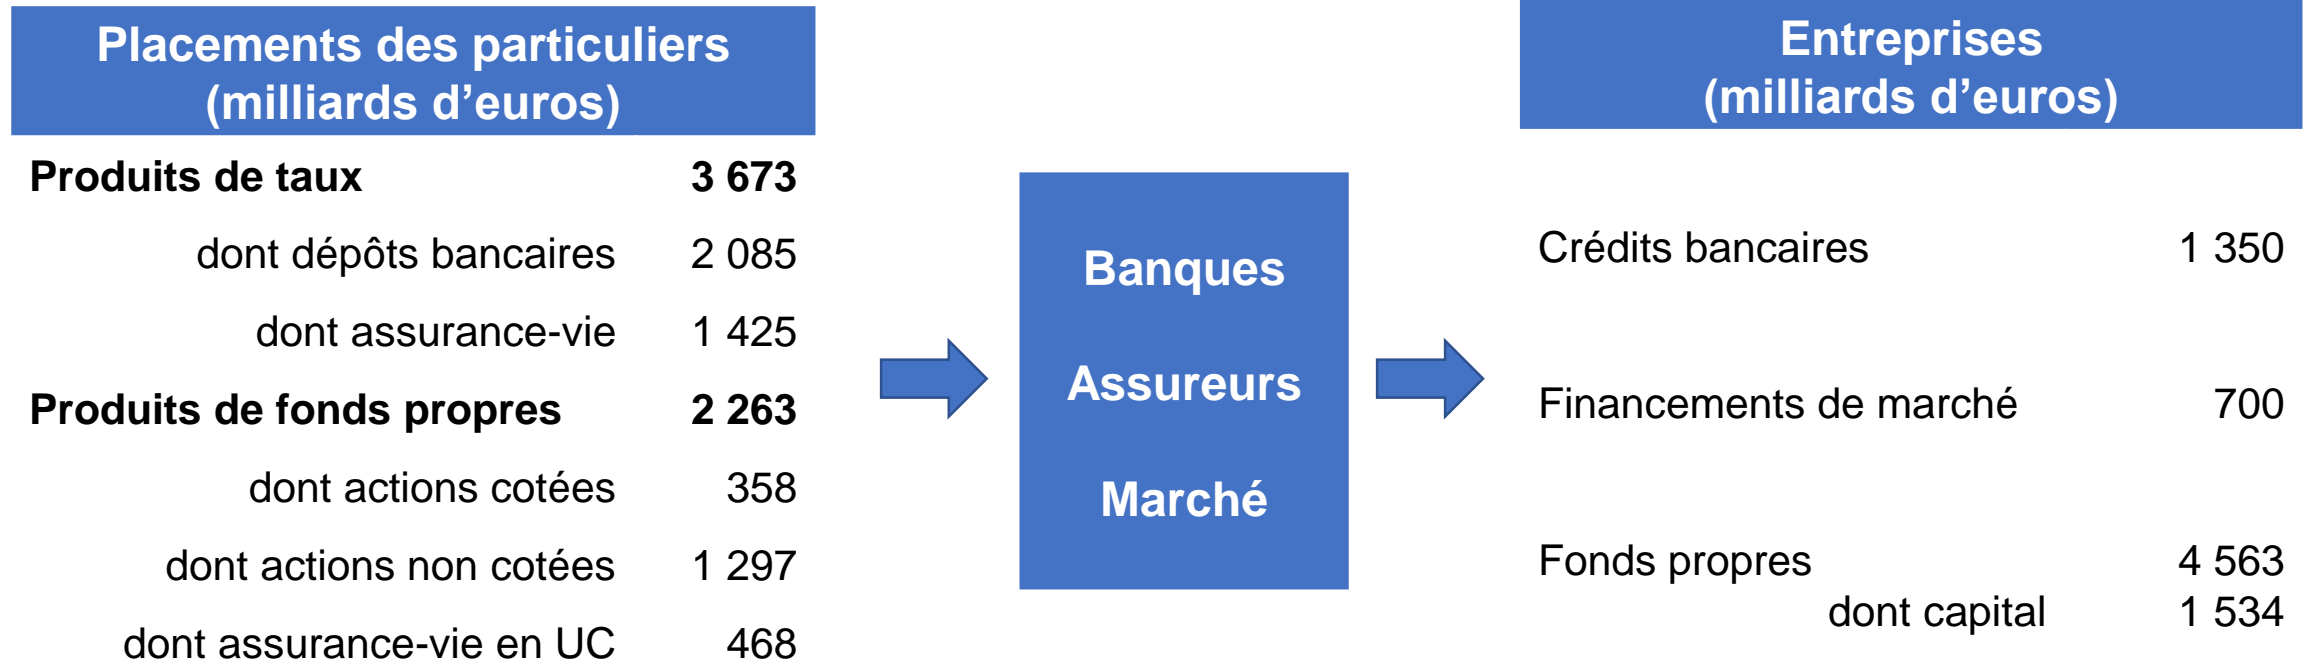 Placements des particuliers
(milliards d’euros)
Produits de taux 3 673
dont dépôts bancaires 2 085
dont assurance-vie 1 425
Produits de fonds propres 2 263
dont actions cotées 358
dont actions non cotées 1 297
dont assurance-vie en UC 468
Banques
Assureurs
Marché
Entreprises
(milliards d’euros)
Crédits bancaires 1 350
Financements de marché 700
Fonds propres 4 563
dont capital 1 534